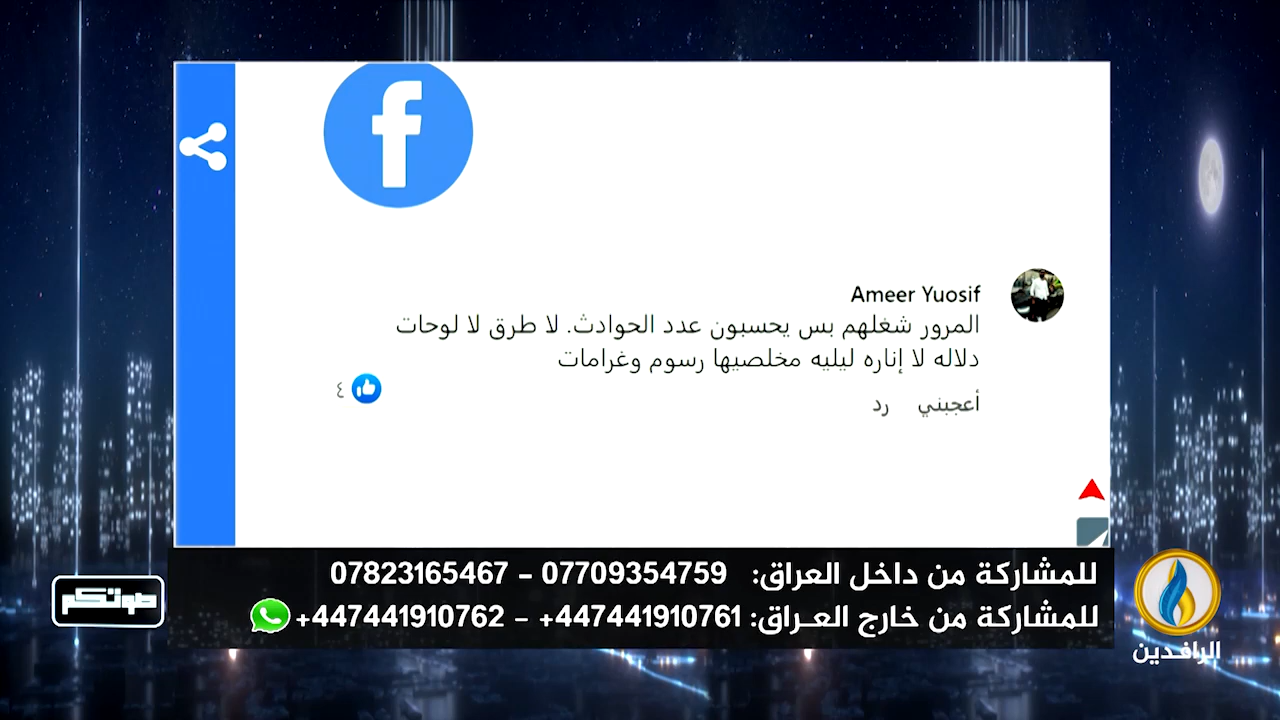 Ameer Yuosif
المرور شغلهم بس يحسبون عدد الحوادث. لا طرق لا لوحات
دلاله لا إناره ليليه مخلصيها رسوم وغرامات
أعجبني رد
٤
للمشاركة من داخل العراق: 07709354759 - 07823165467
للمشاركة من خارج العـراق: 447441910761+ - 447441910762+
صوتكم
الرافـدين